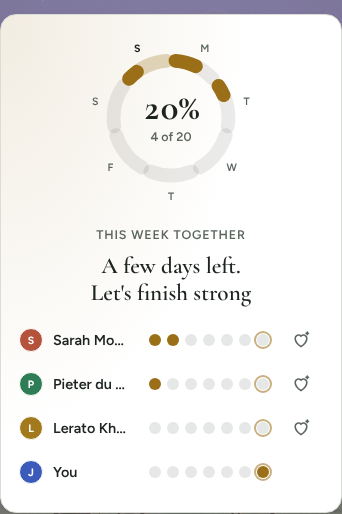 S
M
S
T
20%
4 of 20
F
W
T
THIS WEEK TOGETHER
A few days left.
Let's finish strong
S Sarah Mo...
P Pieter du ...
L Lerato Kh...
J You